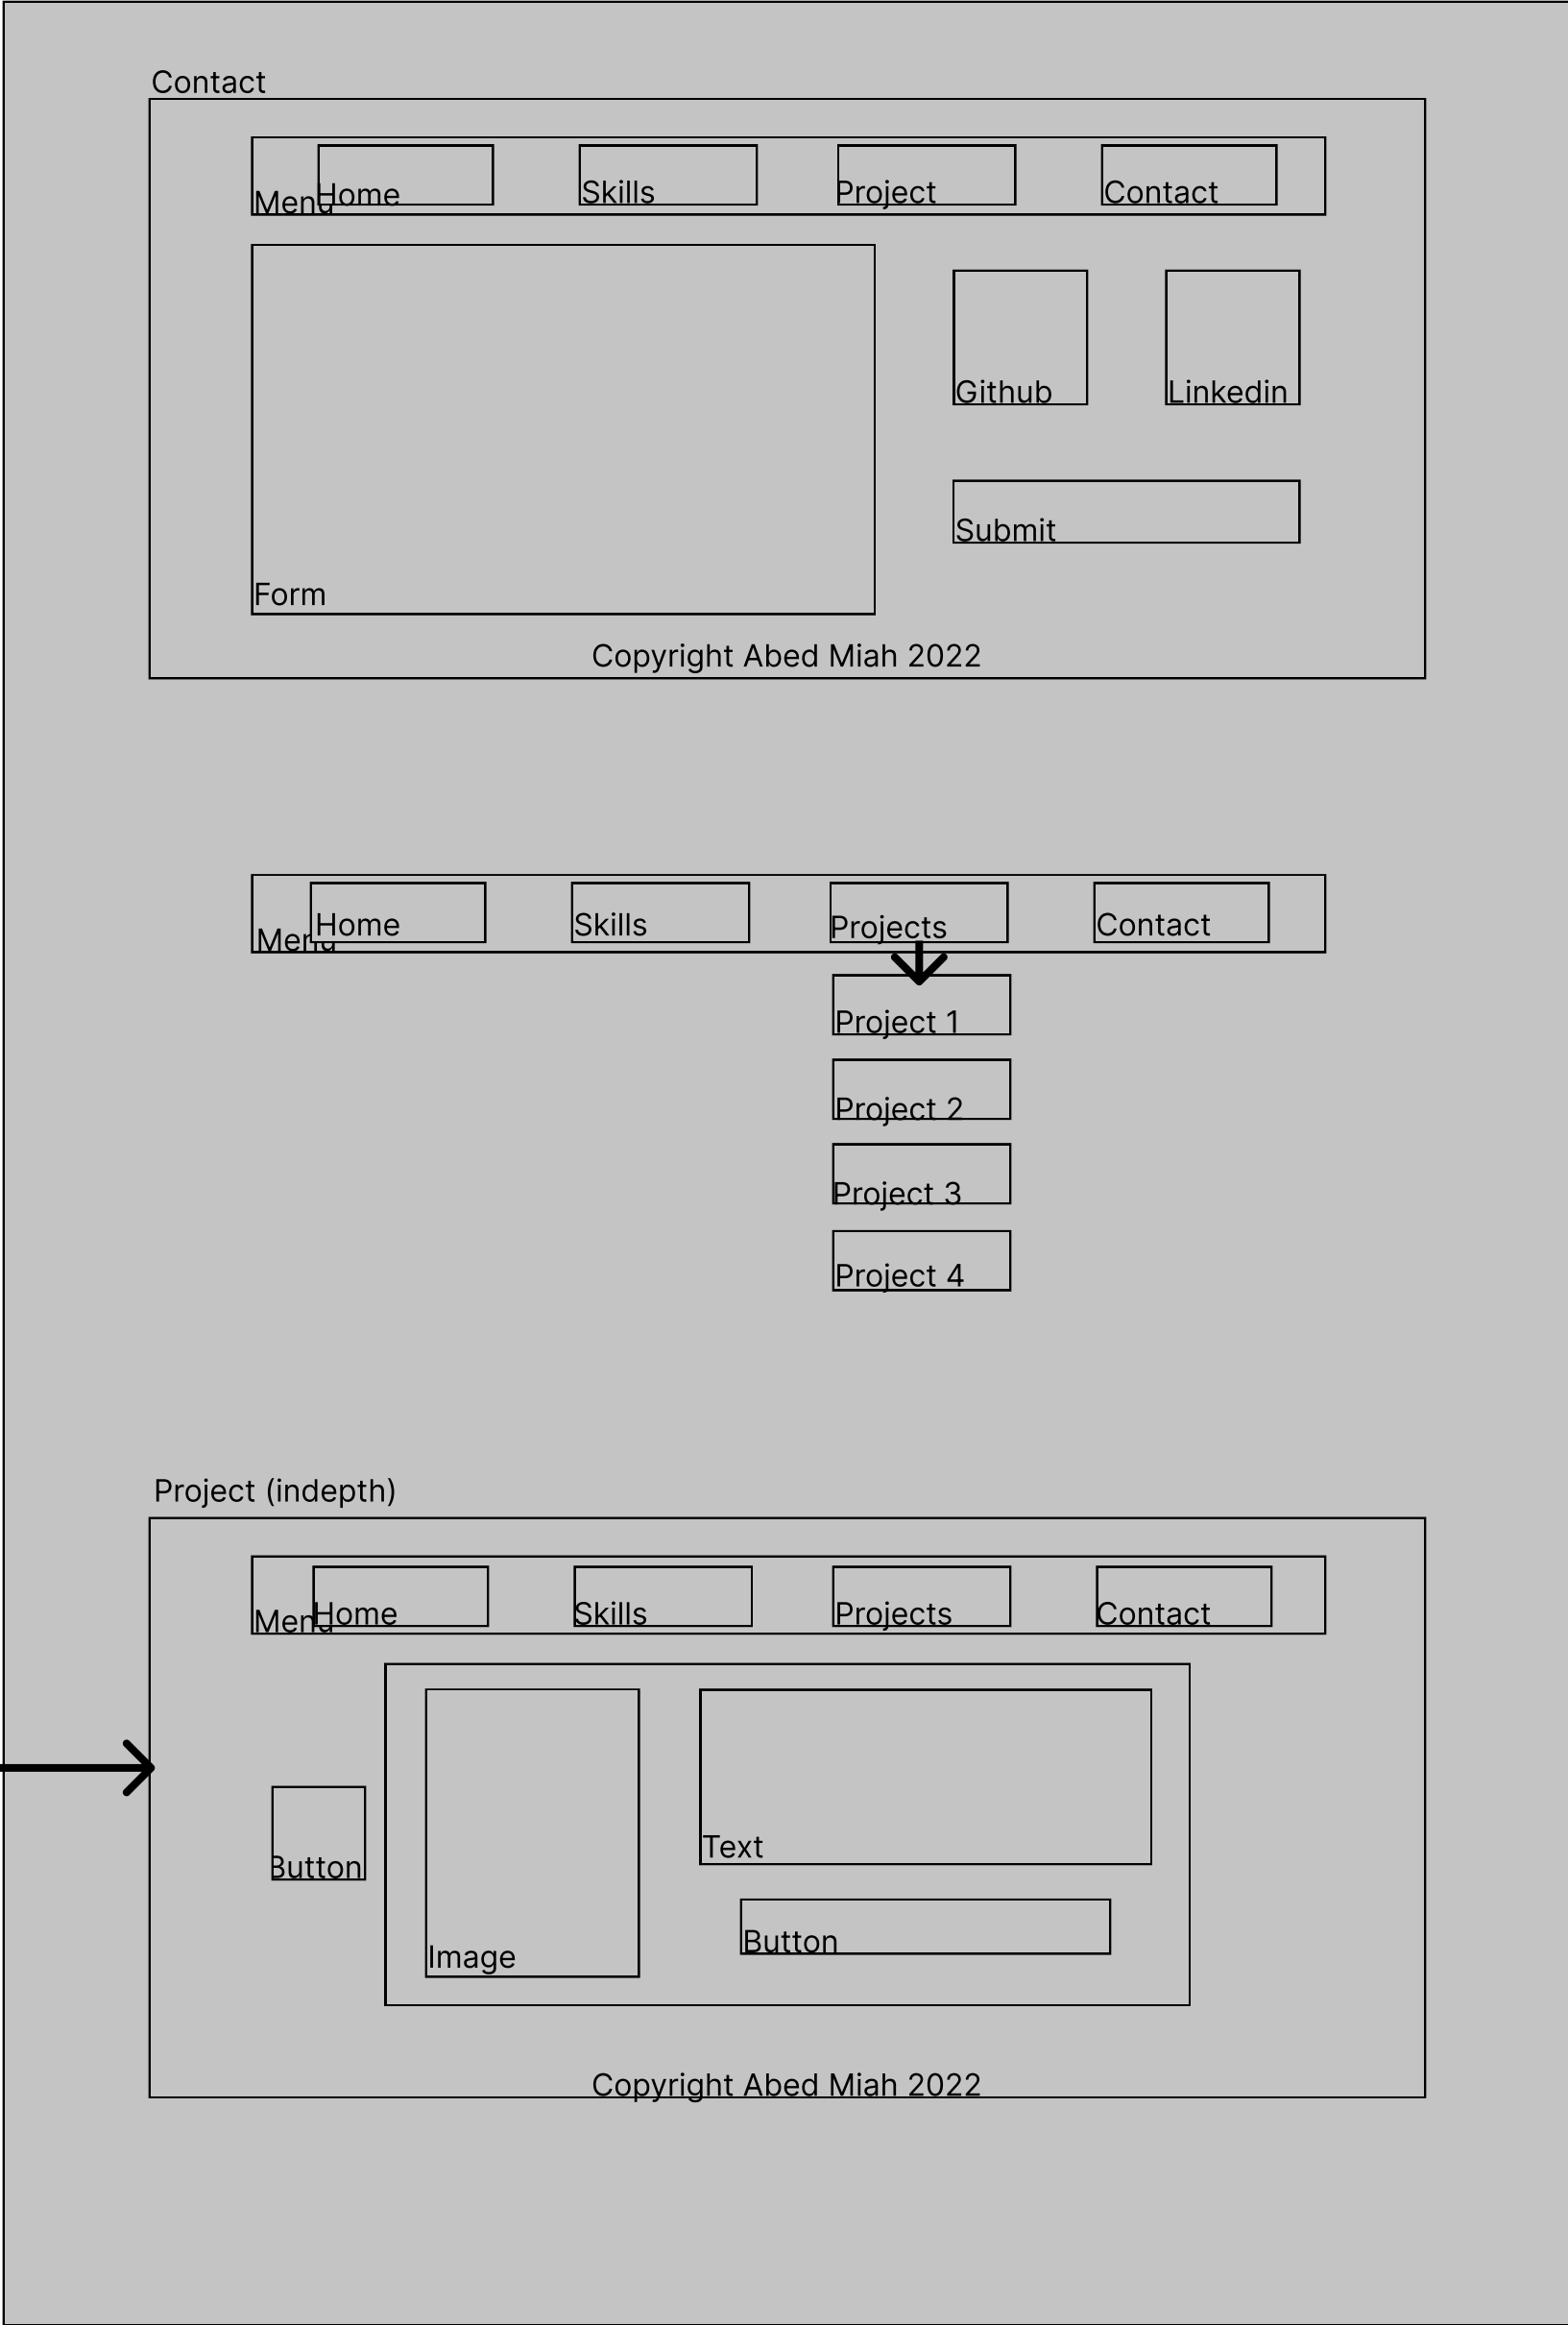 Contact
Menu Home Skills Project Contact
Github Linkedin
Submit
Form
Copyright Abed Miah 2022
Menu Home Skills Projects Contact
Project 1
Project 2
Project 3
Project 4
Project (indepth)
Menu Home Skills Projects Contact
Text
Button
Button
Image
Copyright Abed Miah 2022